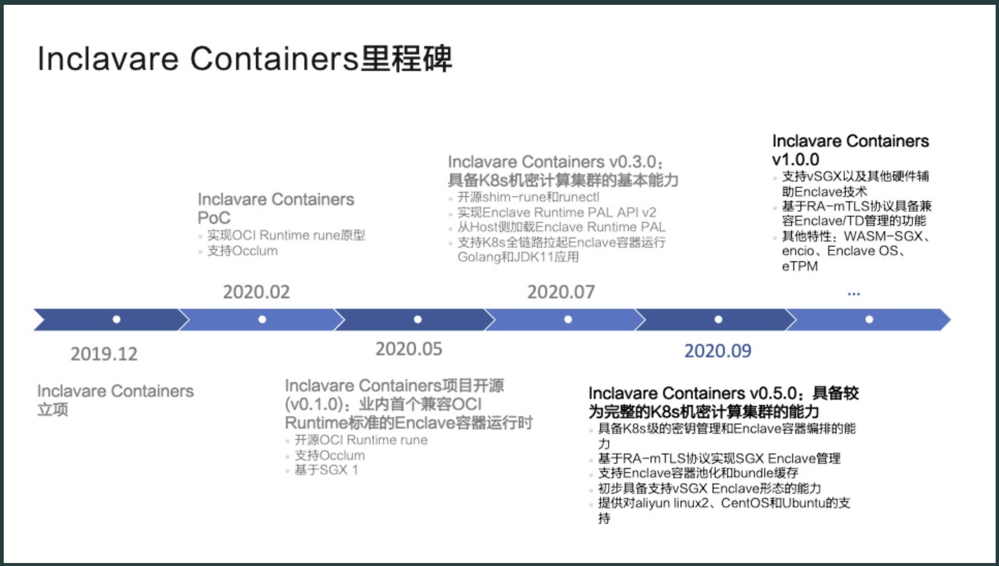 Inclavare Containers里程碑
Inclavare Containers
v1.0.0
支持vSGX以及其他硬件辅
助Enclave技术
基于RA-mTLS协议具备兼
容Enclave/TD管理的功能
其他特性：WASM-SGX、
encio、Enclave OS、
eTPM
Inclavare Containers v0.3.0：
具备K8s机密计算集群的基本能力
开源shim-rune和runectl
实现Enclave Runtime PAL API v2
从Host侧加载Enclave Runtime PAL
支持K8s全链路拉起Enclave容器运行
Golang和JDK11应用
Inclavare Containers
PoC
实现OCI Runtime rune原型
支持Occlum
2020.02
2020.07
...
2019.12
2020.05
2020.09
Inclavare Containers
立项
Inclavare Containers项目开源
(v0.1.0)：业内首个兼容OCI
Runtime标准的Enclave容器运行时
开源OCI Runtime rune
支持Occlum
基于SGX 1
Inclavare Containers v0.5.0：具备较
为完整的K8s机密计算集群的能力
具备K8s级的密钥管理和Enclave容器编排的能
力
基于RA-mTLS协议实现SGX Enclave管理
支持Enclave容器池化和bundle缓存
初步具备支持vSGX Enclave形态的能力
提供对aliyun linux2、CentOS和Ubuntu的支
持